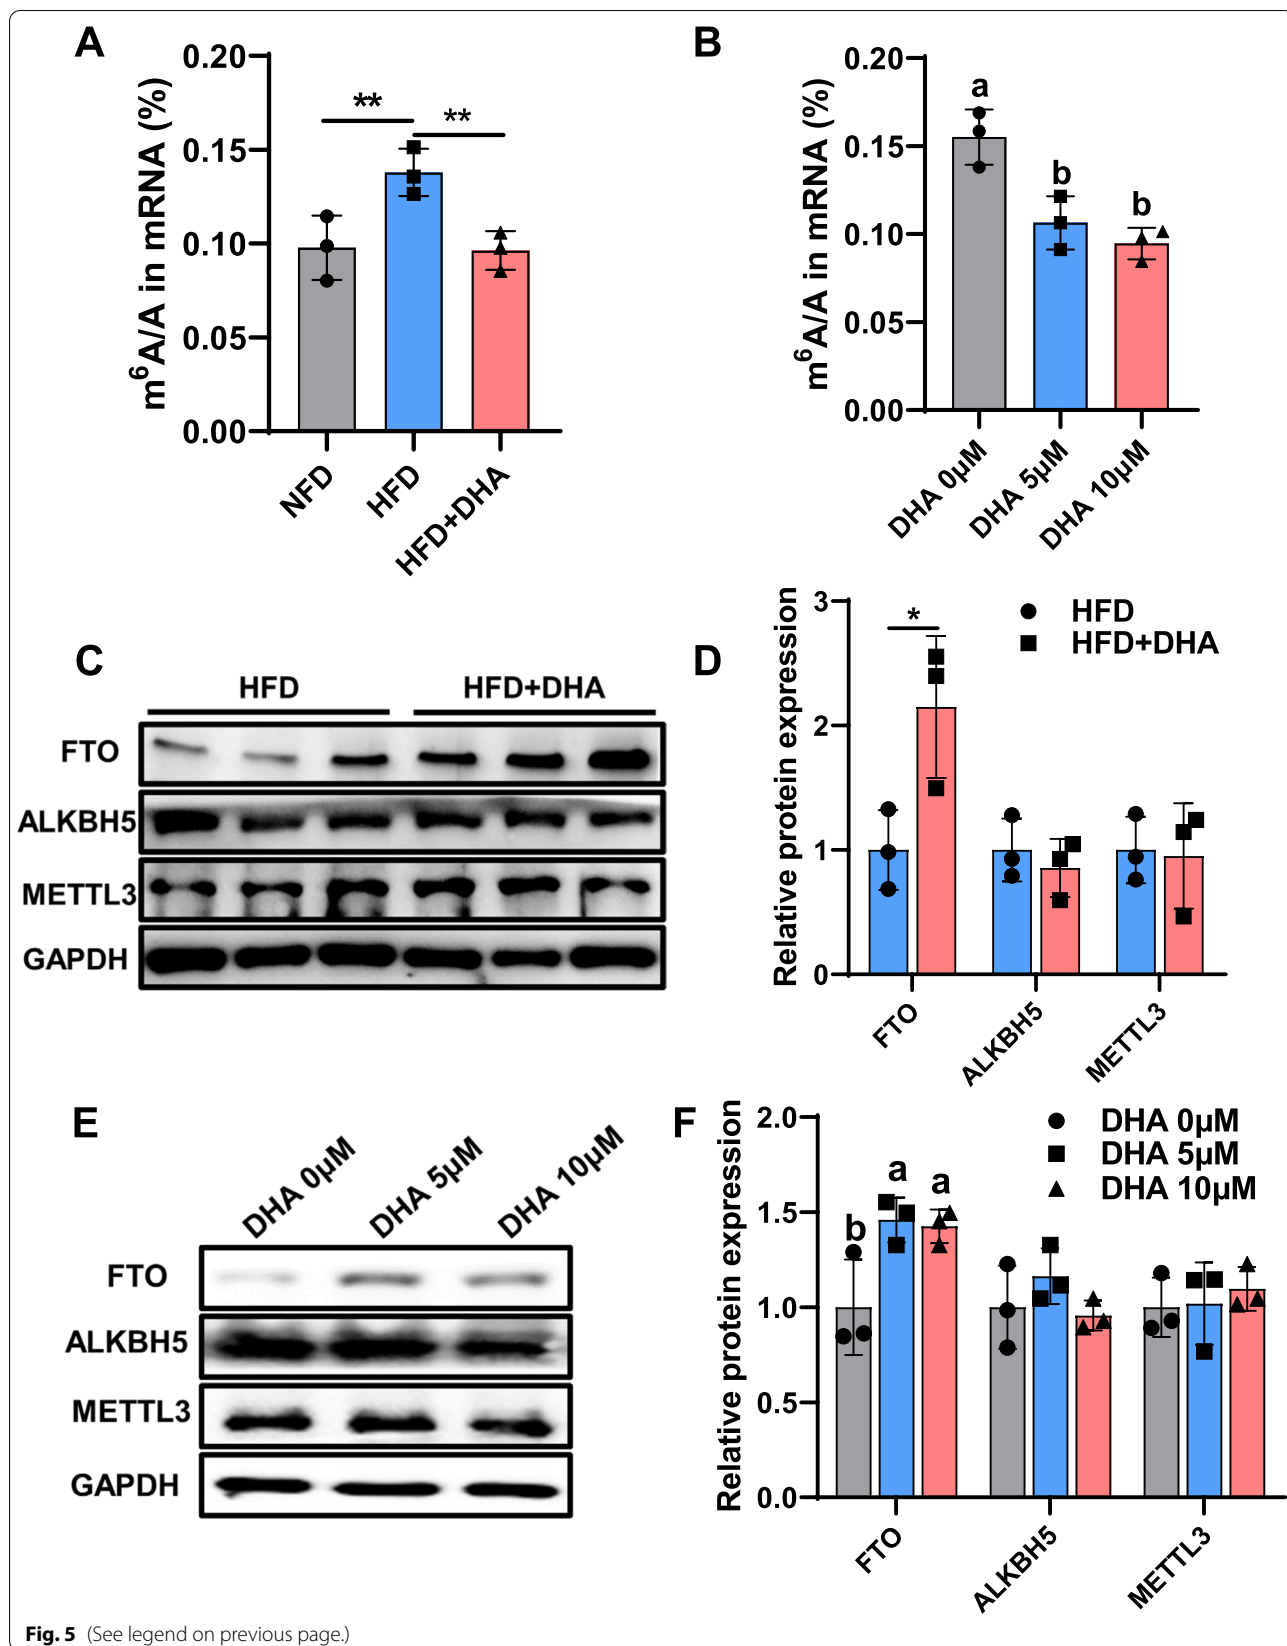 A
m⁶A/A in mRNA (%)
0.20
0.15
0.10
0.05
0.00
**
**
NFD
HFD
HFD+DHA
B
m⁶A/A in mRNA (%)
0.20
0.15
0.10
0.05
0.00
a
b
b
DHA 0μM
DHA 5μM
DHA 10μM
C
HFD
HFD+DHA
FTO
ALKBH5
METTL3
GAPDH
D
Relative protein expression
3
2
1
0
*
HFD
HFD+DHA
FTO
ALKBH5
METTL3
E
DHA 0μM
DHA 5μM
DHA 10μM
FTO
ALKBH5
METTL3
GAPDH
F
Relative protein expression
2.0
1.5
1.0
0.5
0.0
b
a
a
DHA 0μM
DHA 5μM
DHA 10μM
FTO
ALKBH5
METTL3
Fig. 5 (See legend on previous page.)